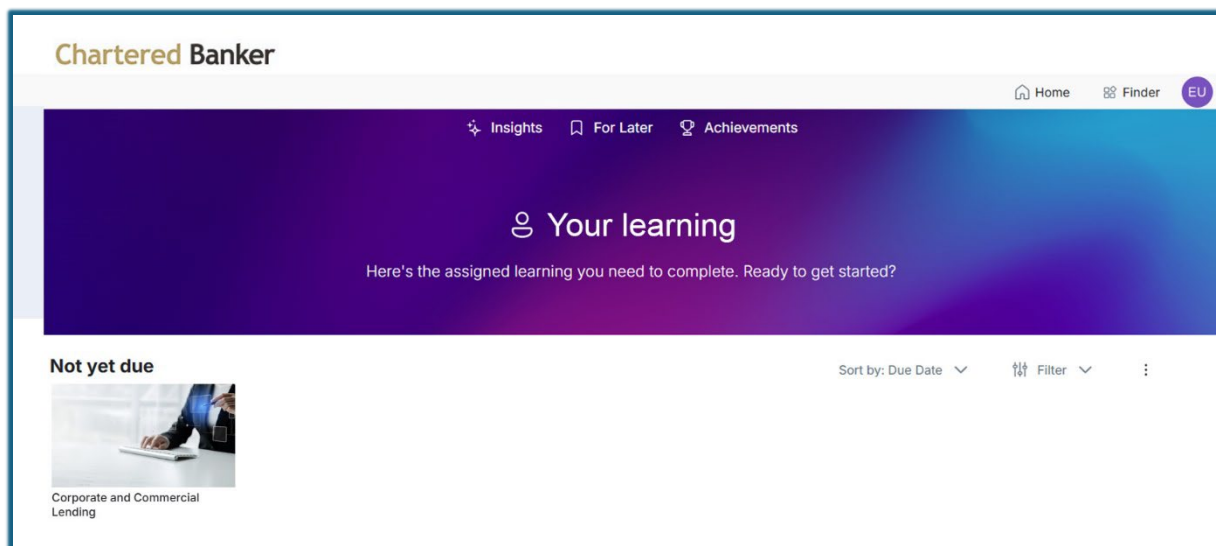 Chartered Banker
Home
Finder
EU
Insights
For Later
Achievements
Your learning
Here's the assigned learning you need to complete. Ready to get started?
Not yet due
Sort by: Due Date
Filter
Corporate and Commercial
Lending